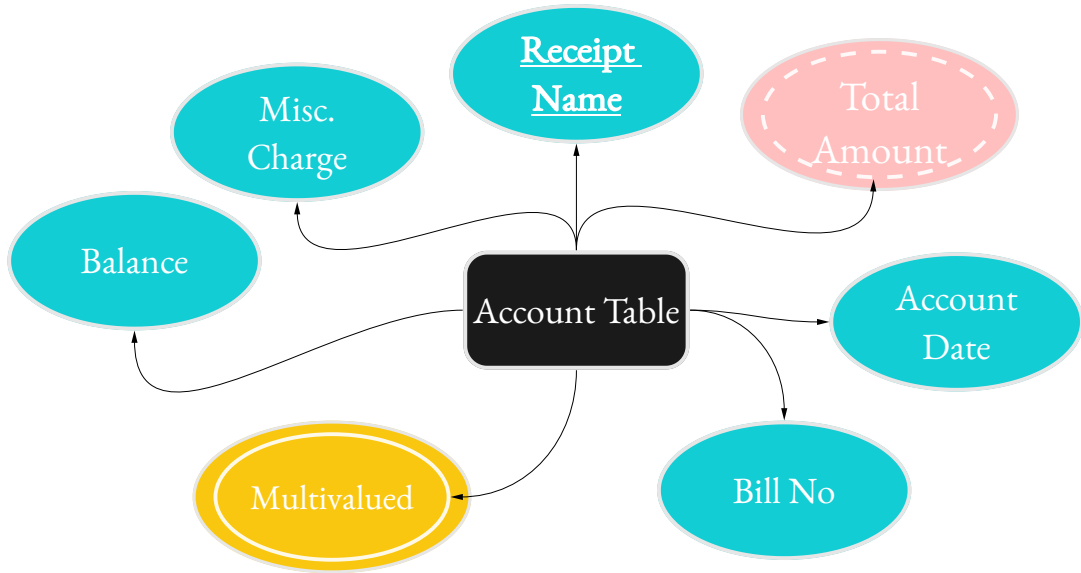 Receipt
Name
Misc.
Charge
Total
Amount
Balance
Account Table
Account
Date
Multivalued
Bill No